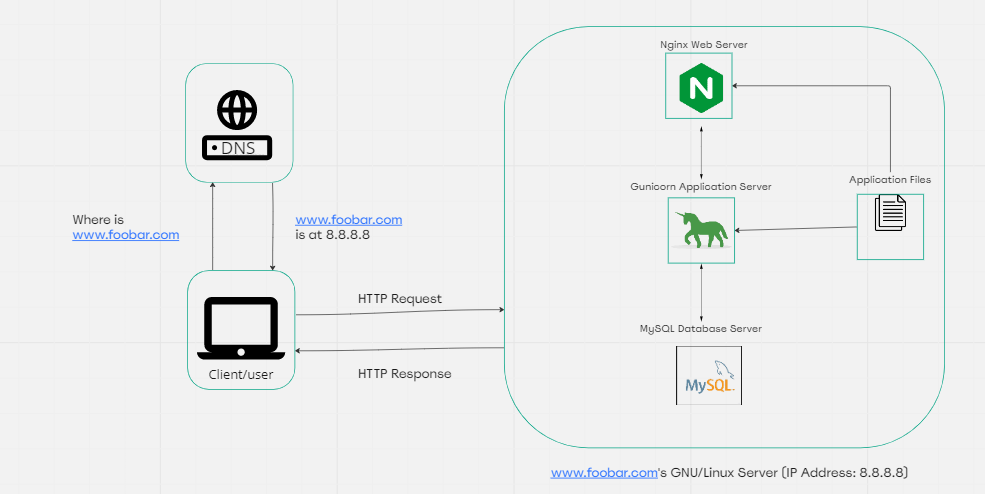 Nginx Web Server
N
DNS
Gunicorn Application Server
Application Files
Where is
www.foobar.com
www.foobar.com
is at 8.8.8.8
HTTP Request
MySQL Database Server
Client/user
HTTP Response
MySQL
www.foobar.com's GNU/Linux Server (IP Address: 8.8.8.8)